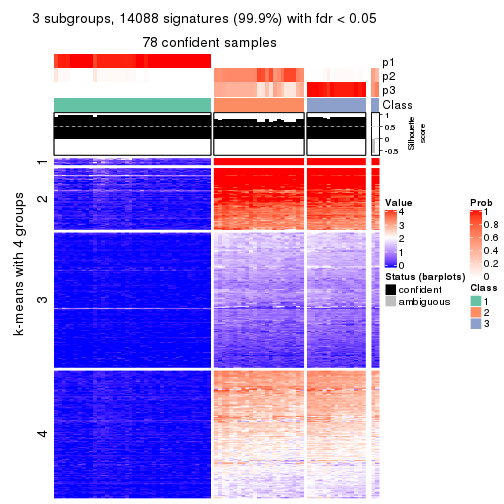 3 subgroups, 14088 signatures (99.9%) with fdr < 0.05
78 confident samples
p1
p2
p3
Class
1
0.5
0
-0.5
Silhouette
score
k-means with 4 groups
1
2
3
4
Value
4
3
2
1
0
Status (barplots)
confident
ambiguous
Prob
1
0.8
0.6
0.4
0.2
0
Class
1
2
3